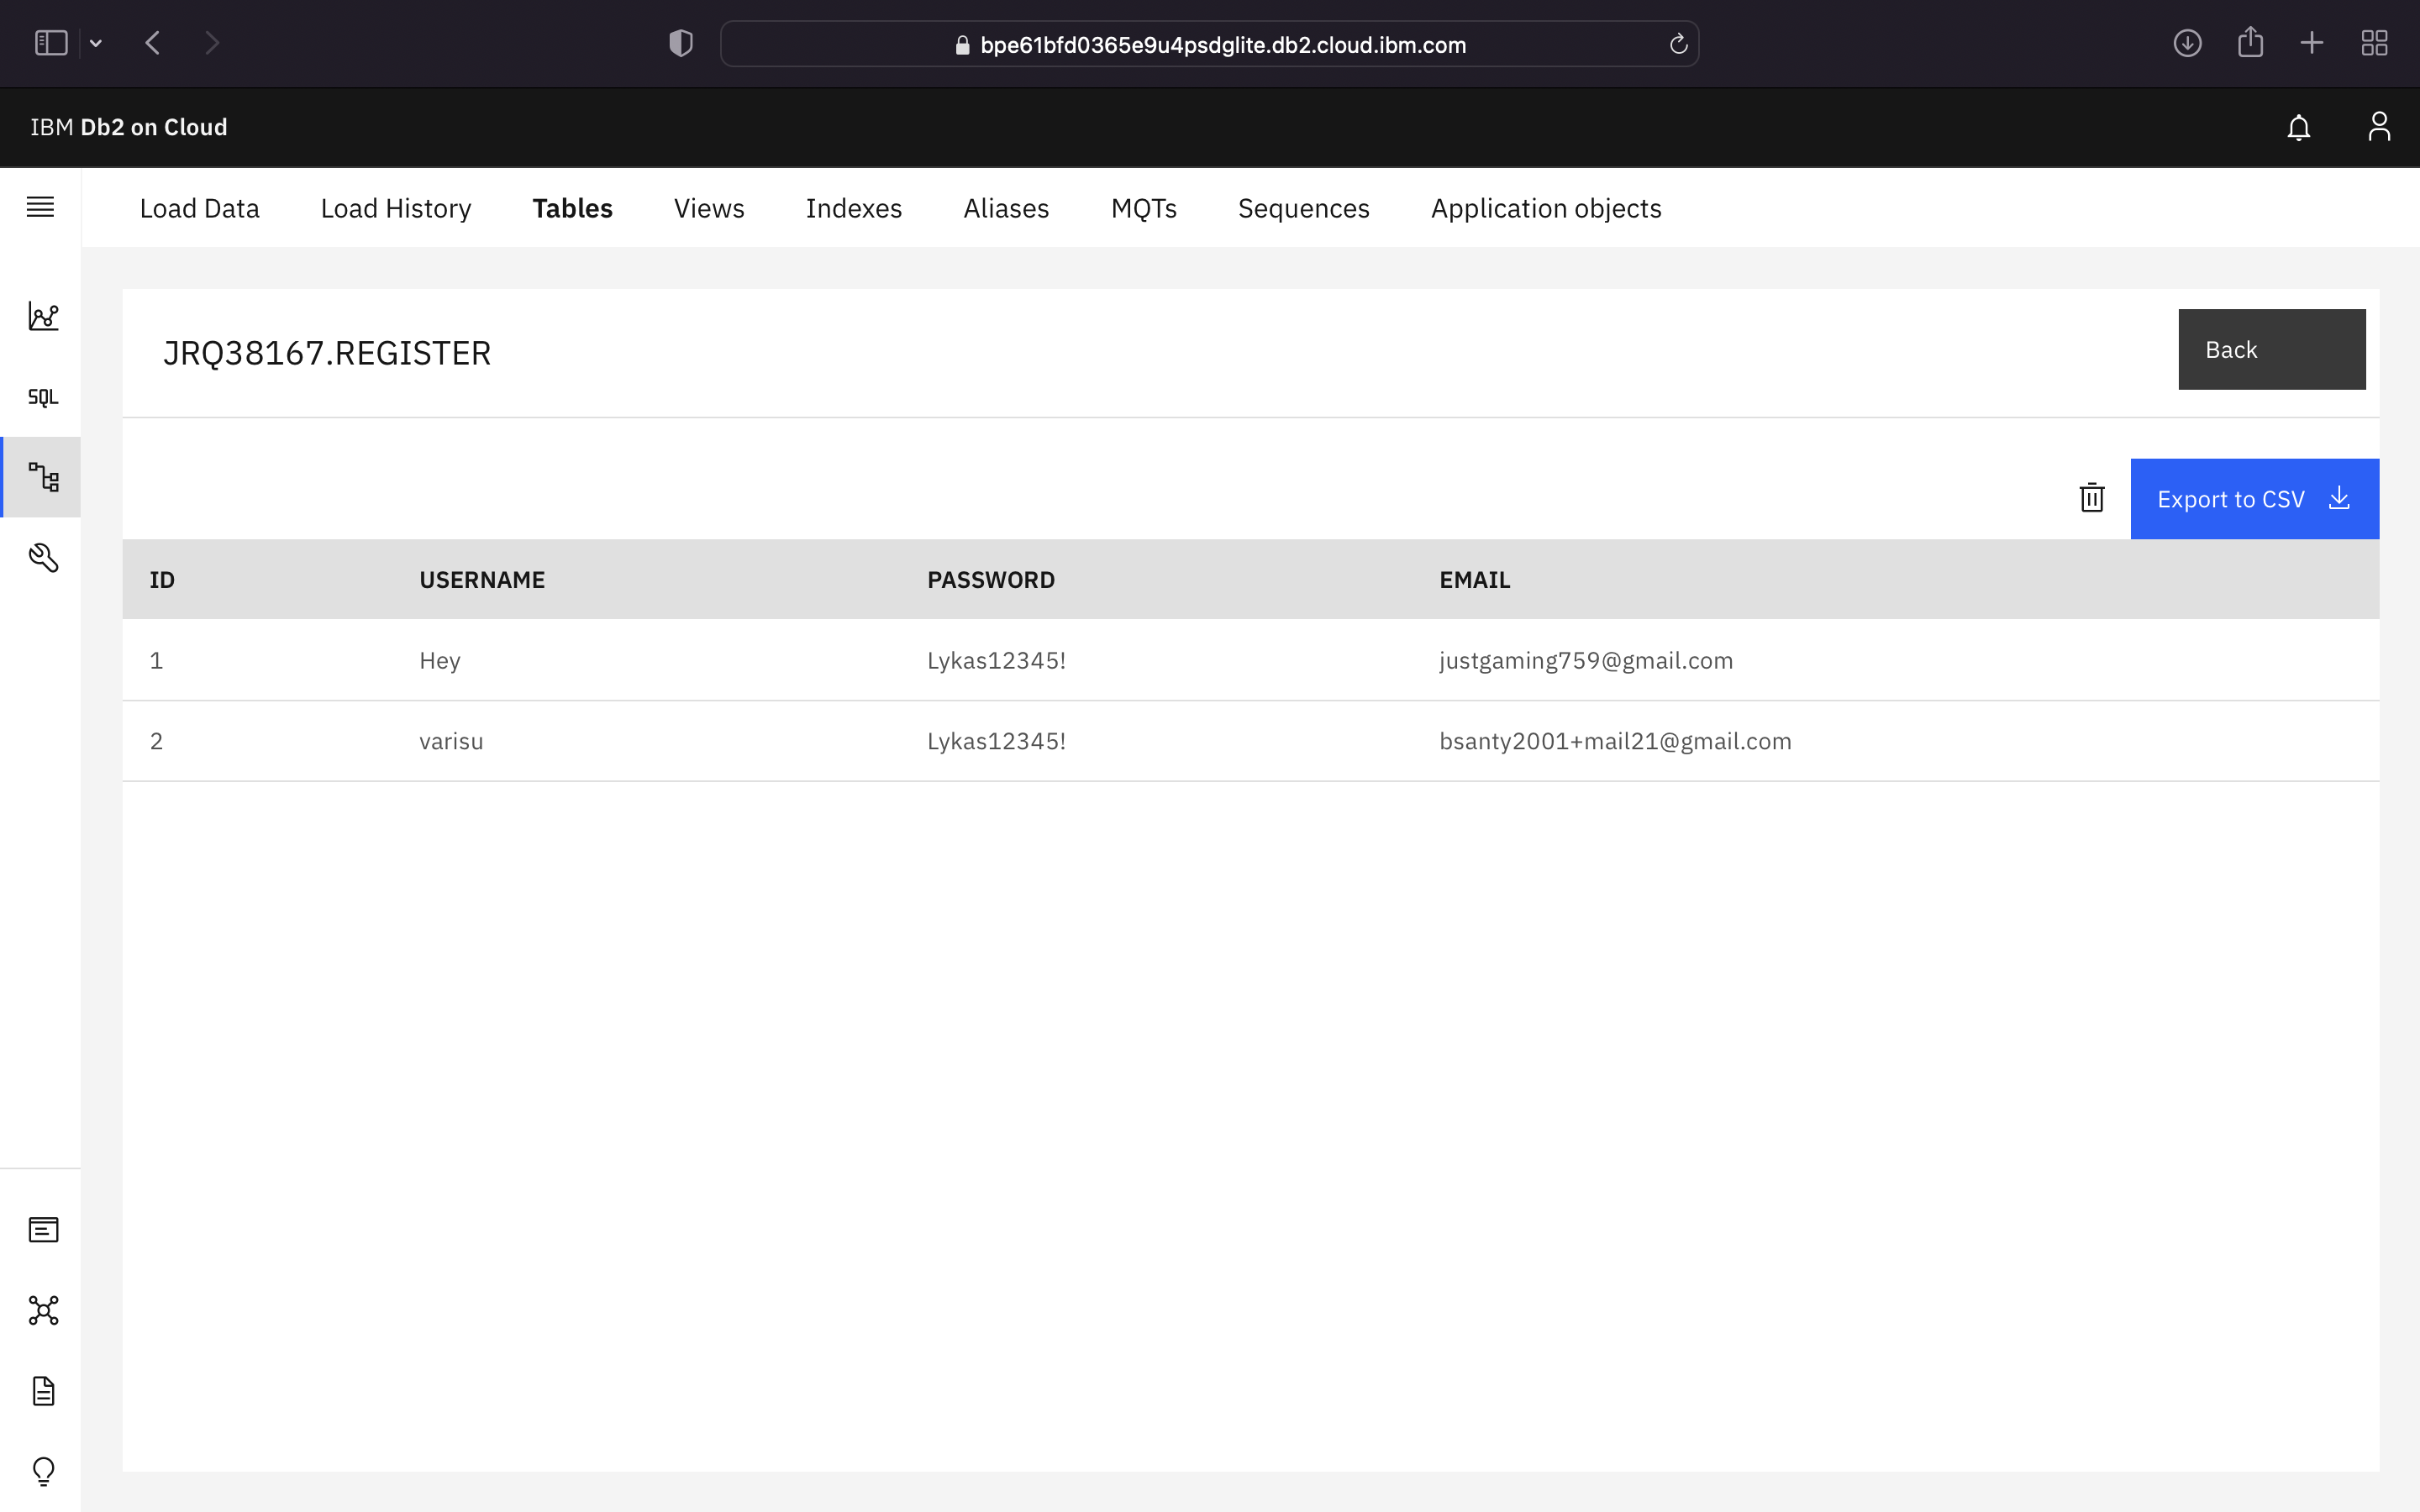 bpe61bfd0365e9u4psdglite.db2.cloud.ibm.com
IBM Db2 on Cloud
Load Data Load History Tables Views Indexes Aliases MQTs Sequences Application objects
JRQ38167.REGISTER Back
SQL
Export to CSV
ID USERNAME PASSWORD EMAIL
1 Hey Lykas12345! justgaming759@gmail.com
2 varisu Lykas12345! bsanty2001+mail21@gmail.com